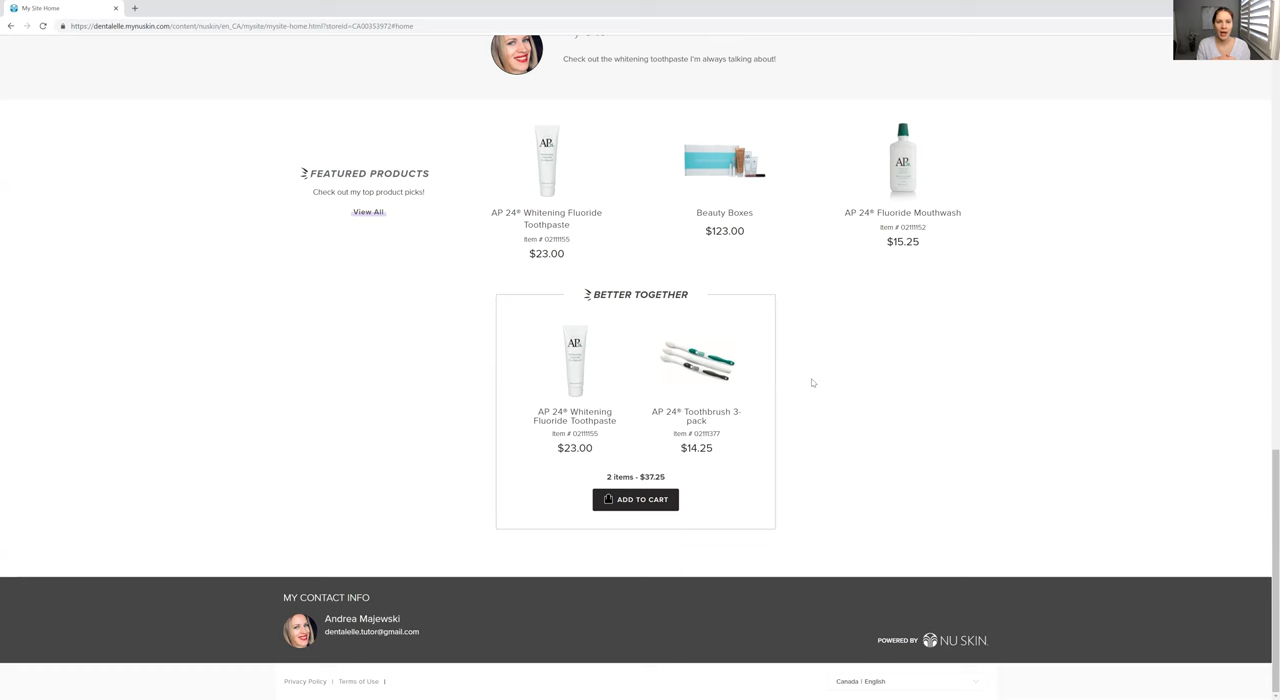 My Site Home
https://dentalelle.mynuskin.com/content/nuskin/en_CA/mysite/mysite-home.html?storeId=CA00353972#home
Check out the whitening toothpaste I'm always talking about!
FEATURED PRODUCTS
Check out my top product picks!
View All
AP
AP 24® Whitening Fluoride
Toothpaste
Item # 02111155
$23.00
Beauty Boxes
$123.00
AP
AP 24® Fluoride Mouthwash
Item # 02111152
$15.25
BETTER TOGETHER
AP
AP 24® Whitening
Fluoride Toothpaste
Item # 02111155
$23.00
AP 24® Toothbrush 3-
pack
Item # 02111377
$14.25
2 items - $37.25
ADD TO CART
MY CONTACT INFO
Andrea Majewski
dentalelle.tutor@gmail.com
POWERED BY NU SKIN.
Privacy Policy | Terms of Use |
Canada | English